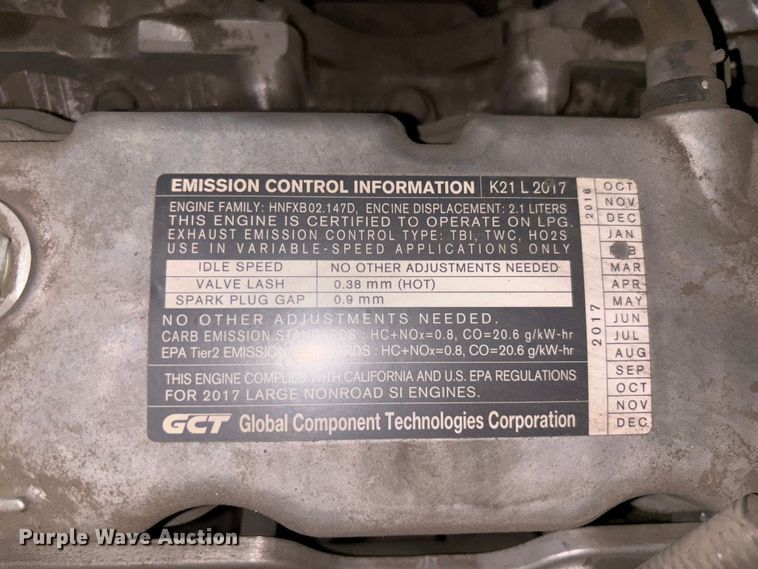 EMISSION CONTROL INFORMATION K21 L 2017
ENGINE FAMILY: HNFXB02.147D, ENCINE DISPLACEMENT: 2.1 LITERS
THIS ENGINE IS CERTIFIED TO OPERATE ON LPG.
EXHAUST EMISSION CONTROL TYPE: TBI, TWC, HO2S
USE IN VARIABLE-SPEED APPLICATIONS ONLY
IDLE SPEED NO OTHER ADJUSTMENTS NEEDED
VALVE LASH 0.38 mm (HOT)
SPARK PLUG GAP 0.9 mm
NO OTHER ADJUSTMENTS NEEDED.
CARB EMISSION STANDARDS : HC+NOx=0.8, CO=20.6 g/kW-hr
EPA Tier2 EMISSION STANDARDS : HC+NOx=0.8, CO=20.6 g/kW-hr
THIS ENGINE COMPLIES WITH CALIFORNIA AND U.S. EPA REGULATIONS
FOR 2017 LARGE NONROAD SI ENGINES.
GCT Global Component Technologies Corporation
2016
OCT
NOV
DEC
2017
JAN
MAR
APR
MAY
JUN
JUL
AUG
SEP
OCT
NOV
DEC
Purple Wave Auction